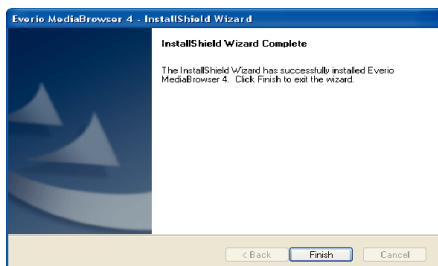 Everio MediaBrowser 4 - InstallShield Wizard
InstallShield Wizard Complete
The InstallShield Wizard has successfully installed Everio
MediaBrowser 4. Click Finish to exit the wizard.
< Back Finish Cancel